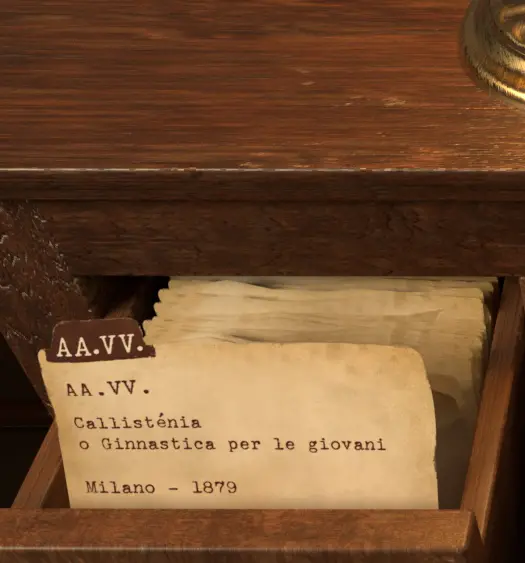 AA.VV.
AA.VV.
Callisténia
o Ginnastica per le giovani
Milano - 1879